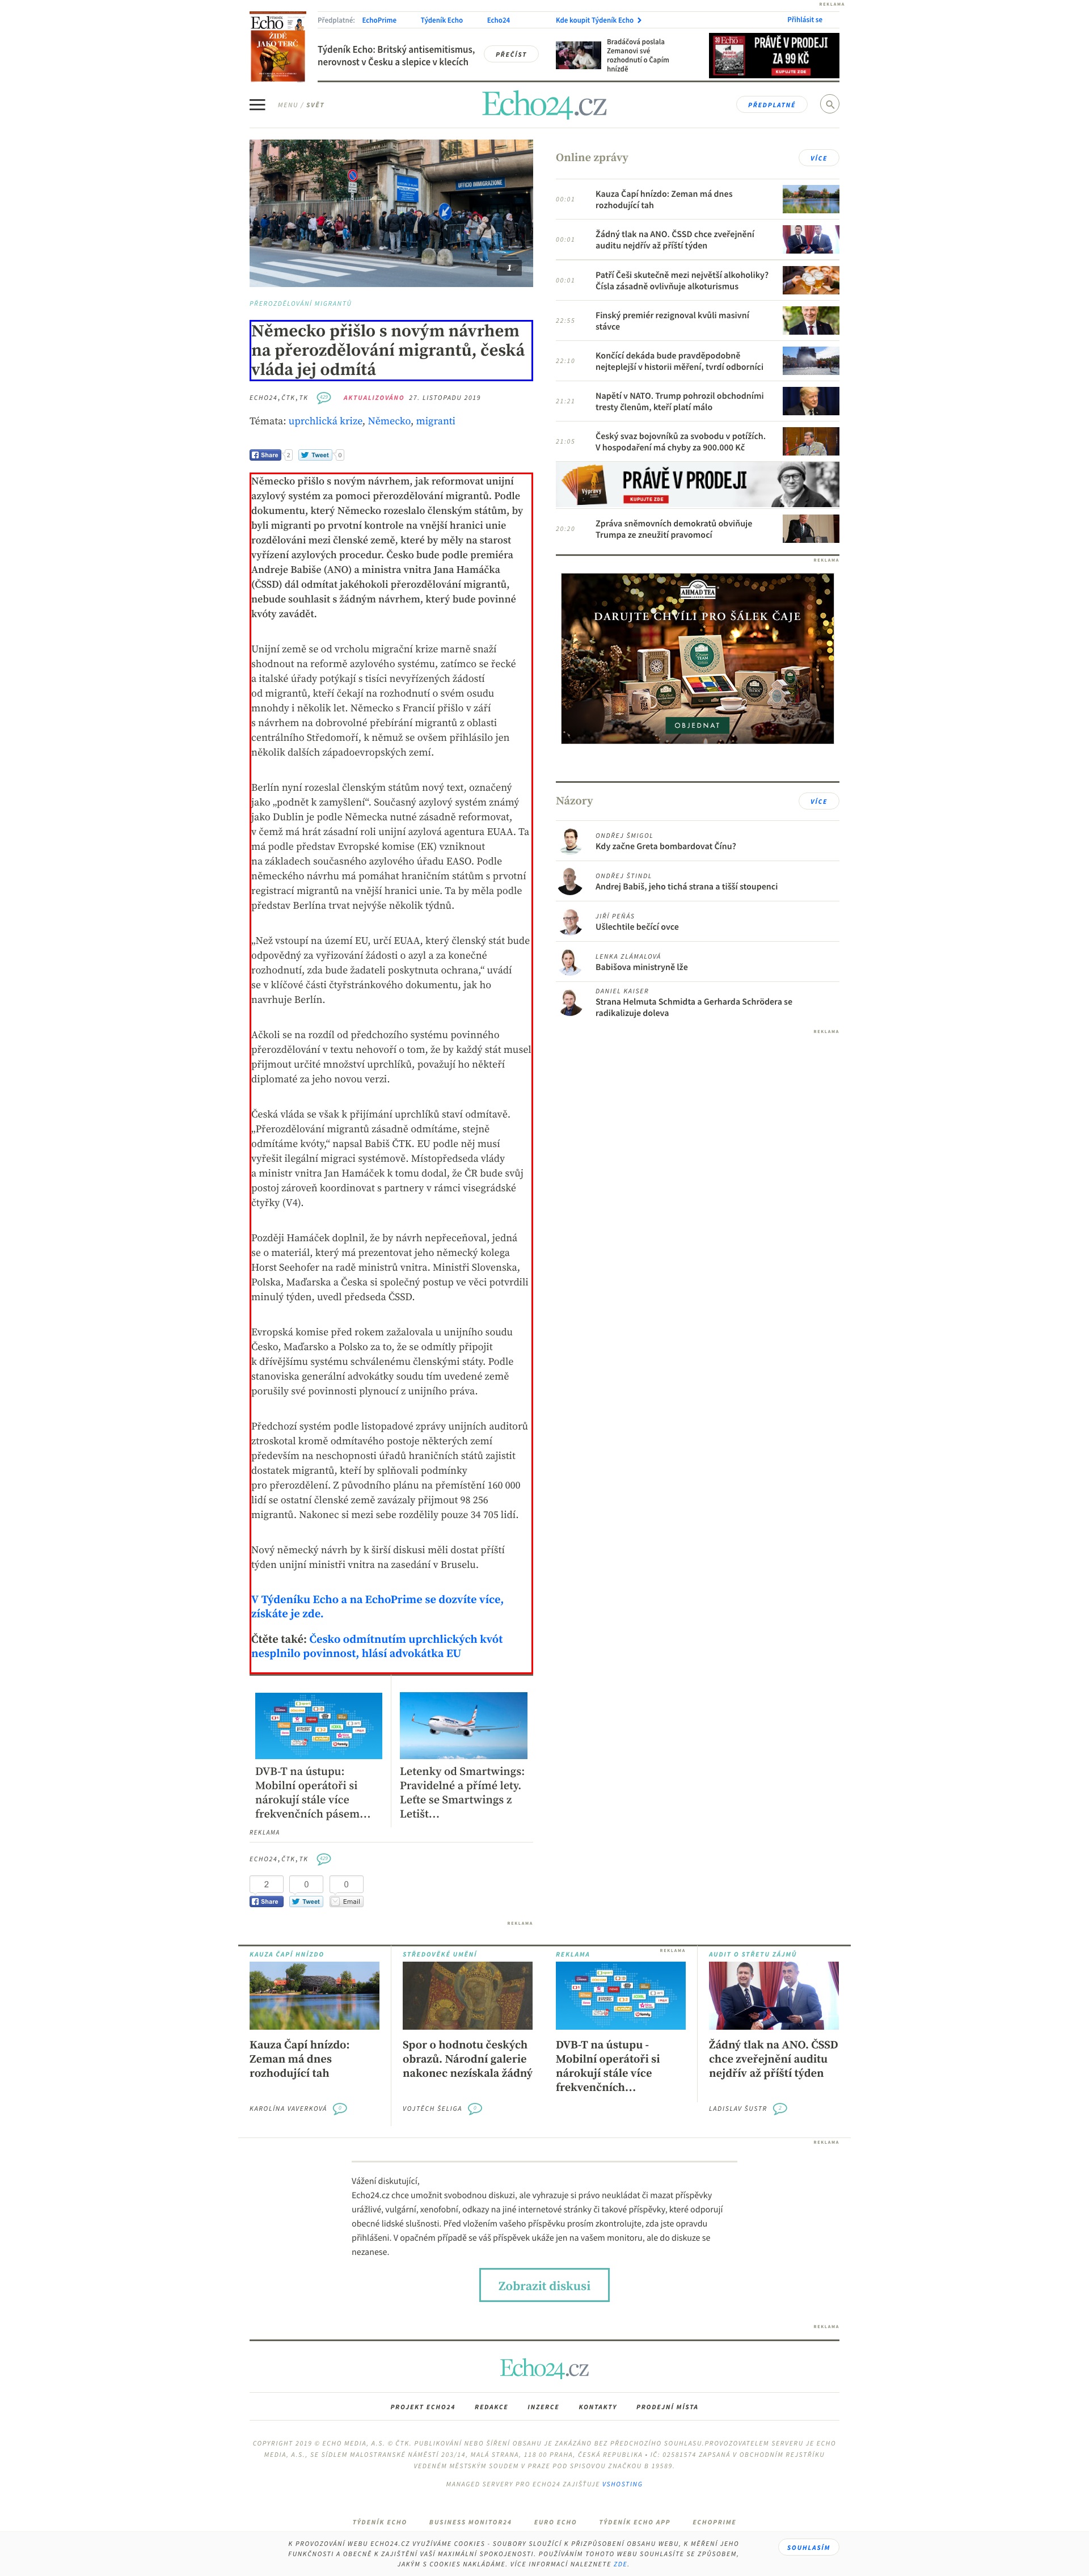 REKLAMA
Předplatné: EchoPrime Týdeník Echo Echo24 Kde koupit Týdeník Echo Přihlásit se
Echo
ŽIDÉ
JAKO TERČ
Týdeník Echo: Britský antisemitismus,
nerovnost v Česku a slepice v klecích
PŘEČÍST
Bradáčová poslala
Zemanovi své
rozhodnutí o Čapím
hnízdě
Echo
PRÁVĚ V PRODEJI
ZA 99 KČ
KUPUJTE ZDE
MENU / SVĚT
Echo24.cz
PŘEDPLATNÉ
UFFICIO IMMIGRAZIONE
1
PŘEROZDĚLOVÁNÍ MIGRANTŮ
Německo přišlo s novým návrhem
na přerozdělování migrantů, česká
vláda jej odmítá
ECHO24, ČTK, TK AKTUALIZOVÁNO 27. LISTOPADU 2019
Témata: uprchlická krize, Německo, migranti
Share 2 Tweet 0
Německo přišlo s novým návrhem, jak reformovat unijní
azylový systém za pomoci přerozdělování migrantů. Podle
dokumentu, který Německo rozeslalo členským státům, by
byli migranti po prvotní kontrole na vnější hranici unie
rozdělováni mezi členské země, které by měly na starost
vyřízení azylových procedur. Česko bude podle premiéra
Andreje Babiše (ANO) a ministra vnitra Jana Hamáčka
(ČSSD) dál odmítat jakéhokoli přerozdělování migrantů,
nebude souhlasit s žádným návrhem, který bude povinné
kvóty zavádět.
Unijní země se od vrcholu migrační krize marně snaží
shodnout na reformě azylového systému, zatímco se řecké
a italské úřady potýkají s tisíci nevyřízených žádostí
od migrantů, kteří čekají na rozhodnutí o svém osudu
mnohdy i několik let. Německo s Francií přišlo v září
s návrhem na dobrovolné přebírání migrantů z oblasti
centrálního Středomoří, k němuž se ovšem přihlásilo jen
několik dalších západoevropských zemí.
Berlín nyní rozeslal členským státům nový text, označený
jako „podnět k zamyšlení“. Současný azylový systém známý
jako Dublin je podle Německa nutné zásadně reformovat,
v čemž má hrát zásadní roli unijní azylová agentura EUAA. Ta
má podle představ Evropské komise (EK) vzniknout
na základech současného azylového úřadu EASO. Podle
německého návrhu má pomáhat hraničním státům s prvotní
registrací migrantů na vnější hranici unie. Ta by měla podle
představ Berlína trvat nejvýše několik týdnů.
„Než vstoupí na území EU, určí EUAA, který členský stát bude
odpovědný za vyřizování žádosti o azyl a za konečné
rozhodnutí, zda bude žadateli poskytnuta ochrana,“ uvádí
se v klíčové části čtyřstránkového dokumentu, jak ho
navrhuje Berlín.
Ačkoli se na rozdíl od předchozího systému povinného
přerozdělování v textu nehovoří o tom, že by každý stát musel
přijmout určité množství uprchlíků, považují ho někteří
diplomaté za jeho novou verzi.
Česká vláda se však k přijímání uprchlíků staví odmítavě.
„Přerozdělování migrantů zásadně odmítáme, stejně
odmítáme kvóty,“ napsal Babiš ČTK. EU podle něj musí
vyřešit ilegální migraci systémově. Místopředseda vlády
a ministr vnitra Jan Hamáček k tomu dodal, že ČR bude svůj
postoj zároveň koordinovat s partnery v rámci visegrádské
čtyřky (V4).
Později Hamáček doplnil, že by návrh nepřeceňoval, jedná
se o materiál, který má prezentovat jeho německý kolega
Horst Seehofer na radě ministrů vnitra. Ministři Slovenska,
Polska, Maďarska a Česka si společný postup ve věci potvrdili
minulý týden, uvedl předseda ČSSD.
Evropská komise před rokem zažalovala u unijního soudu
Česko, Maďarsko a Polsko za to, že se odmítly připojit
k dřívějšímu systému schválenému členskými státy. Podle
stanoviska generální advokátky soudu tím uvedené země
porušily své povinnosti plynoucí z unijního práva.
Předchozí systém podle listopadové zprávy unijních auditorů
ztroskotal kromě odmítavého postoje některých zemí
především na neschopnosti úřadů hraničních států zajistit
dostatek migrantů, kteří by splňovali podmínky
pro přerozdělení. Z původního plánu na přemístění 160 000
lidí se ostatní členské země zavázaly přijmout 98 256
migrantů. Nakonec si mezi sebe rozdělily pouze 34 705 lidí.
Nový německý návrh by k širší diskusi měli dostat příští
týden unijní ministři vnitra na zasedání v Bruselu.
V Týdeníku Echo a na EchoPrime se dozvíte více,
získáte je zde.
Čtěte také: Česko odmítnutím uprchlických kvót
nesplnilo povinnost, hlásí advokátka EU
DVB-T na ústupu:
Mobilní operátoři si
nárokují stále více
frekvenčních pásem…
Letenky od Smartwings:
Pravidelné a přímé lety.
Leťte se Smartwings z
Letišt…
REKLAMA
ECHO24, ČTK, TK
2 0 0
Share Tweet Email
REKLAMA
Online zprávy
VÍCE
00:01 Kauza Čapí hnízdo: Zeman má dnes
rozhodující tah
00:01 Žádný tlak na ANO. ČSSD chce zveřejnění
auditu nejdřív až příští týden
00:01 Patří Češi skutečně mezi největší alkoholiky?
Čísla zásadně ovlivňuje alkoturismus
22:55 Finský premiér rezignoval kvůli masivní
stávce
22:10 Končící dekáda bude pravděpodobně
nejteplejší v historii měření, tvrdí odborníci
21:21 Napětí v NATO. Trump pohrozil obchodními
tresty členům, kteří platí málo
21:05 Český svaz bojovníků za svobodu v potížích.
V hospodaření má chyby za 900.000 Kč
Výpravy
PRÁVĚ V PRODEJI
KUPUJTE ZDE
20:20 Zpráva sněmovních demokratů obviňuje
Trumpa ze zneužití pravomocí
REKLAMA
AHMAD TEA
DARUJTE CHVÍLI PRO ŠÁLEK ČAJE
OBJEDNAT
Názory
VÍCE
ONDŘEJ ŠMIGOL
Kdy začne Greta bombardovat Čínu?
ONDŘEJ ŠTINDL
Andrej Babiš, jeho tichá strana a tišší stoupenci
JIŘÍ PEŇÁS
Ušlechtile bečící ovce
LENKA ZLÁMALOVÁ
Babišova ministryně lže
DANIEL KAISER
Strana Helmuta Schmidta a Gerharda Schrödera se
radikalizuje doleva
REKLAMA
KAUZA ČAPÍ HNÍZDO
Kauza Čapí hnízdo:
Zeman má dnes
rozhodující tah
KAROLÍNA VAVERKOVÁ
STŘEDOVĚKÉ UMĚNÍ
Spor o hodnotu českých
obrazů. Národní galerie
nakonec nezískala žádný
VOJTĚCH ŠELIGA
REKLAMA
REKLAMA
DVB-T na ústupu -
Mobilní operátoři si
nárokují stále více
frekvenčních…
AUDIT O STŘETU ZÁJMŮ
Žádný tlak na ANO. ČSSD
chce zveřejnění auditu
nejdřív až příští týden
LADISLAV ŠUSTR
REKLAMA
Vážení diskutující,
Echo24.cz chce umožnit svobodnou diskuzi, ale vyhrazuje si právo neukládat či mazat příspěvky
urážlivé, vulgární, xenofobní, odkazy na jiné internetové stránky či takové příspěvky, které odporují
obecné lidské slušnosti. Před vložením vašeho příspěvku prosím zkontrolujte, zda jste opravdu
přihlášeni. V opačném případě se váš příspěvek ukáže jen na vašem monitoru, ale do diskuze se
nezanese.
Zobrazit diskusi
REKLAMA
Echo24.cz
PROJEKT ECHO24 REDAKCE INZERCE KONTAKTY PRODEJNÍ MÍSTA
COPYRIGHT 2019 © ECHO MEDIA, A.S. © ČTK. PUBLIKOVÁNÍ NEBO ŠÍŘENÍ OBSAHU JE ZAKÁZÁNO BEZ PŘEDCHOZÍHO SOUHLASU.PROVOZOVATELEM SERVERU JE ECHO
MEDIA, A.S., SE SÍDLEM MALOSTRANSKÉ NÁMĚSTÍ 203/14, MALÁ STRANA, 118 00 PRAHA, ČESKÁ REPUBLIKA • IČ: 02581574 ZAPSANÁ V OBCHODNÍM REJSTŘÍKU
VEDENÉM MĚSTSKÝM SOUDEM V PRAZE POD SPISOVOU ZNAČKOU B 19589.
MANAGED SERVERY PRO ECHO24 ZAJIŠŤUJE VSHOSTING
TÝDENÍK ECHO BUSINESS MONITOR24 EURO ECHO TÝDENÍK ECHO APP ECHOPRIME
K PROVOZOVÁNÍ WEBU ECHO24.CZ VYUŽÍVÁME COOKIES - SOUBORY SLOUŽÍCÍ K PŘIZPŮSOBENÍ OBSAHU WEBU, K MĚŘENÍ JEHO
FUNKČNOSTI A OBECNĚ K ZAJIŠTĚNÍ VAŠÍ MAXIMÁLNÍ SPOKOJENOSTI. POUŽÍVÁNÍM TOHOTO WEBU SOUHLASÍTE SE ZPŮSOBEM,
JAKÝM S COOKIES NAKLÁDÁME. VÍCE INFORMACÍ NALEZNETE ZDE.
SOUHLASÍM